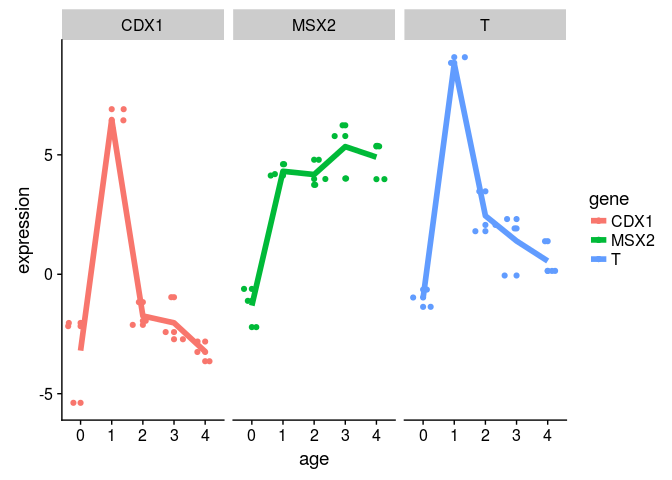 CDX1 MSX2 T
expression
5
0
-5
0 1 2 3 4 0 1 2 3 4 0 1 2 3 4
age
gene
CDX1
MSX2
T